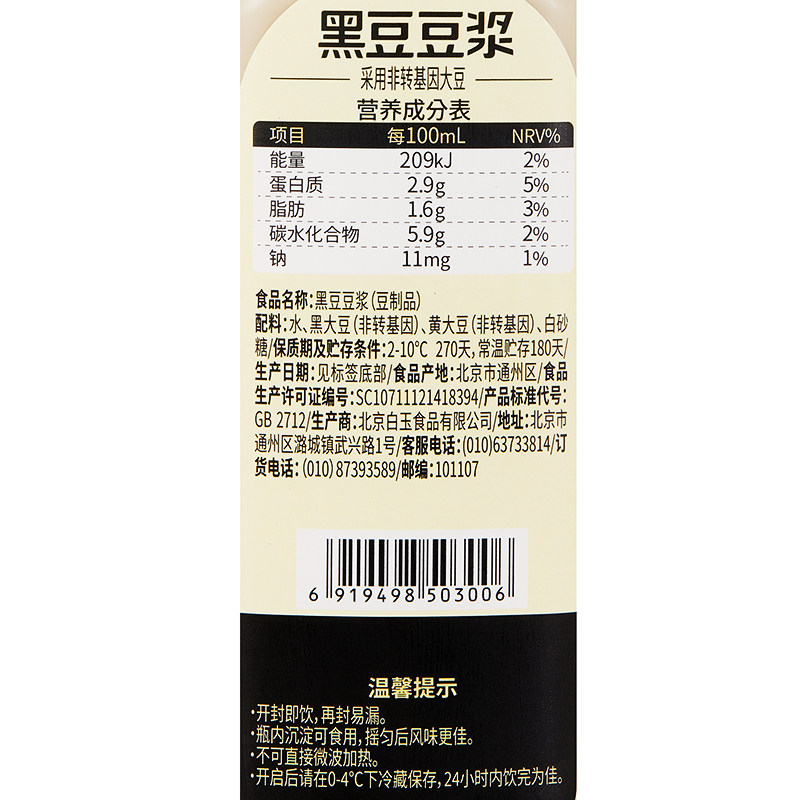 黑豆豆浆
采用非转基因大豆
营养成分表
项目 每100mL NRV%
能量 209kJ 2%
蛋白质 2.9g 5%
脂肪 1.6g 3%
碳水化合物 5.9g 2%
钠 11mg 1%
食品名称:黑豆豆浆(豆制品)
配料:水、黑大豆(非转基因)、黄大豆(非转基因)、白砂
糖/保质期及贮存条件:2-10°C 270天,常温贮存180天/
生产日期:见标签底部/食品产地:北京市通州区/食品
生产许可证编号:SC10711121418394/产品标准代号:
GB 2712/生产商:北京白玉食品有限公司/地址:北京市
通州区潞城镇武兴路1号/客服电话:(010)63733814/订
货电话:(010)87393589/邮编:101107
6 919498 503006
温馨提示
·开封即饮,再封易漏。
·瓶内沉淀可食用,摇匀后风味更佳。
·不可直接微波加热。
·开启后请在0-4°C下冷藏保存,24小时内饮完为佳。